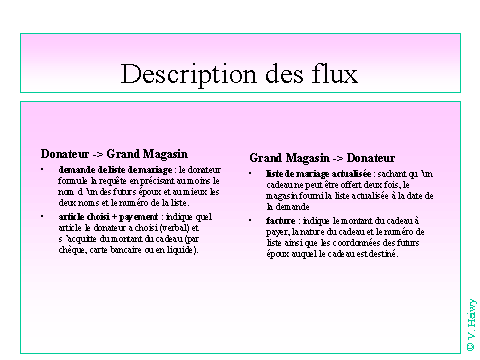 Description des flux
Donateur -> Grand Magasin
• demande de liste de mariage : le donateur
formule la requête en précisant au moins le
nom d 'un des futurs époux et au mieux les
deux noms et le numéro de la liste.
• article choisi + payement : indique quel
article le donateur a choisi (verbal) et
s 'acquitte du montant du cadeau (par
chèque, carte bancaire ou en liquide).
Grand Magasin -> Donateur
• liste de mariage actualisée : sachant qu 'un
cadeau ne peut être offert deux fois, le
magasin fourni la liste actualisée à la date de
la demande
• facture : indique le montant du cadeau à
payer, la nature du cadeau et le numéro de
liste ainsi que les coordonnées des futurs
époux auquel le cadeau est destiné.
© V. Heiwy